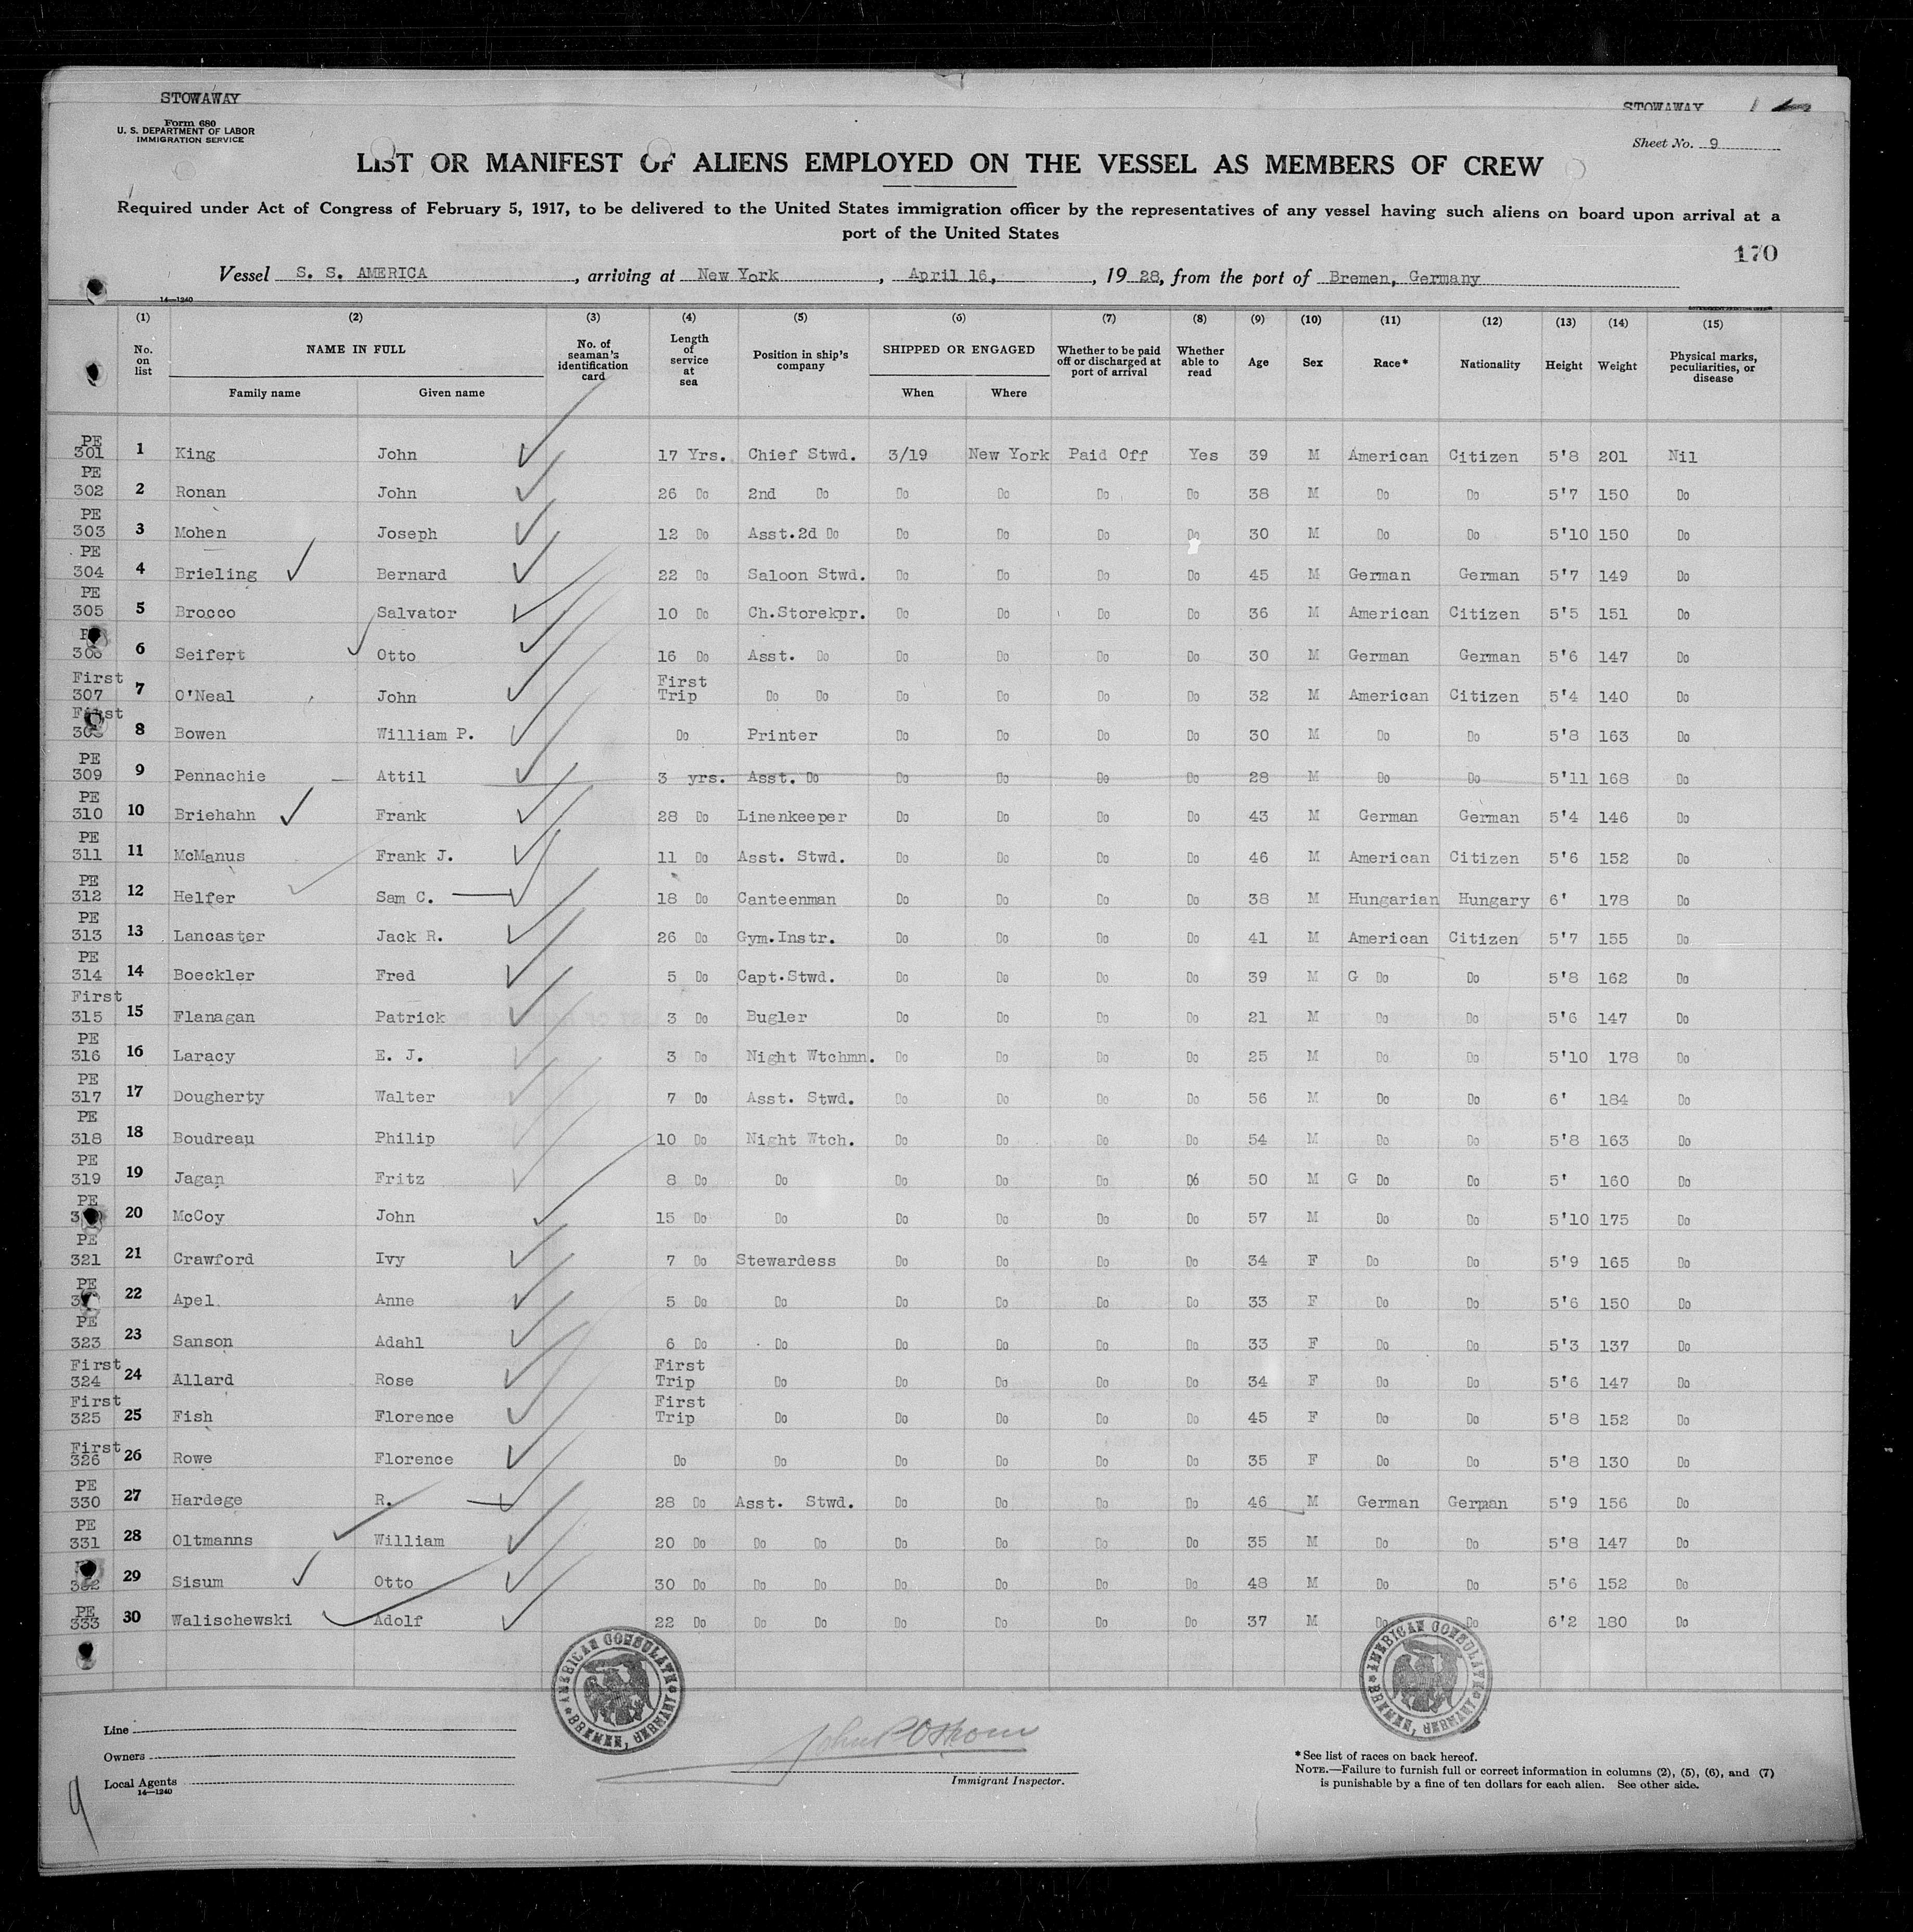 STOWAWAY
STOWAWAY
Form 680
U. S. DEPARTMENT OF LABOR
IMMIGRATION SERVICE
Sheet No. 9
LIST OR MANIFEST OF ALIENS EMPLOYED ON THE VESSEL AS MEMBERS OF CREW
Required under Act of Congress of February 5, 1917, to be delivered to the United States immigration officer by the representatives of any vessel having such aliens on board upon arrival at a
port of the United States
170
Vessel S. S. AMERICA, arriving at New York, April 16, , 19 28, from the port of Bremen, Germany
14—1240
(1) (2) (3) (4) (5) (6) (7) (8) (9) (10) (11) (12) (13) (14) (15)
No. on list NAME IN FULL Family name Given name No. of seaman's identification card Length of service at sea Position in ship's company SHIPPED OR ENGAGED When Where Whether to be paid off or discharged at port of arrival Whether able to read Age Sex Race* Nationality Height Weight Physical marks, peculiarities, or disease
PE 301 1 King John 17 Yrs. Chief Stwd. 3/19 New York Paid Off Yes 39 M American Citizen 5'8 201 Nil
PE 302 2 Ronan John 26 Do 2nd Do Do Do Do Do 38 M Do Do 5'7 150 Do
PE 303 3 Mohen Joseph 12 Do Asst.2d Do Do Do Do Do 30 M Do Do 5'10 150 Do
PE 304 4 Brieling Bernard 22 Do Saloon Stwd. Do Do Do Do 45 M German German 5'7 149 Do
PE 305 5 Brocco Salvator 10 Do Ch.Storekpr. Do Do Do Do 36 M American Citizen 5'5 151 Do
6 Seifert Otto 16 Do Asst. Do Do Do Do Do 30 M German German 5'6 147 Do
First 307 7 O'Neal John First Trip Do Do Do Do Do Do 32 M American Citizen 5'4 140 Do
First 8 Bowen William P. Do Printer Do Do Do Do 30 M Do Do 5'8 163 Do
PE 309 9 Pennachie Attil 3 yrs. Asst. Do Do Do Do Do 28 M Do Do 5'11 168 Do
PE 310 10 Briehahn Frank 28 Do Linenkeeper Do Do Do Do 43 M German German 5'4 146 Do
PE 311 11 McManus Frank J. 11 Do Asst. Stwd. Do Do Do Do 46 M American Citizen 5'6 152 Do
PE 312 12 Helfer Sam C. 18 Do Canteenman Do Do Do Do 38 M Hungarian Hungary 6' 178 Do
PE 313 13 Lancaster Jack R. 26 Do Gym.Instr. Do Do Do Do 41 M American Citizen 5'7 155 Do
PE 314 14 Boeckler Fred 5 Do Capt.Stwd. Do Do Do Do 39 M G Do Do 5'8 162 Do
First 315 15 Flanagan Patrick 3 Do Bugler Do Do Do Do 21 M Do Do 5'6 147 Do
PE 316 16 Laracy E. J. 3 Do Night Wtchmn. Do Do Do Do 25 M Do Do 5'10 178 Do
PE 317 17 Dougherty Walter 7 Do Asst. Stwd. Do Do Do Do 56 M Do Do 6' 184 Do
PE 318 18 Boudreau Philip 10 Do Night Wtch. Do Do Do Do 54 M Do Do 5'8 163 Do
PE 319 19 Jagan Fritz 8 Do Do Do Do Do Do 50 M G Do Do 5' 160 Do
PE 20 McCoy John 15 Do Do Do Do Do Do 57 M Do Do 5'10 175 Do
PE 321 21 Crawford Ivy 7 Do Stewardess Do Do Do Do 34 F Do Do 5'9 165 Do
PE 22 Apel Anne 5 Do Do Do Do Do Do 33 F Do Do 5'6 150 Do
PE 323 23 Sanson Adahl 6 Do Do Do Do Do Do 33 F Do Do 5'3 137 Do
First 324 24 Allard Rose First Trip Do Do Do Do Do 34 F Do Do 5'6 147 Do
First 325 25 Fish Florence First Trip Do Do Do Do Do 45 F Do Do 5'8 152 Do
First 326 26 Rowe Florence Do Do Do Do Do Do 35 F Do Do 5'8 130 Do
PE 330 27 Hardege R. 28 Do Asst. Stwd. Do Do Do Do 46 M German German 5'9 156 Do
PE 331 28 Oltmanns William 20 Do Do Do Do Do Do Do 35 M Do Do 5'8 147 Do
29 Sisum Otto 30 Do Do Do Do Do Do Do 48 M Do Do 5'6 152 Do
PE 333 30 Walischewski Adolf 22 Do Do Do Do Do Do Do 37 M Do Do 6'2 180 Do
AMERICAN CONSULATE BREMEN, GERMANY
AMERICAN CONSULATE BREMEN, GERMANY
Line
Owners
Local Agents
14—1240
9
Immigrant Inspector.
*See list of races on back hereof.
NOTE.—Failure to furnish full or correct information in columns (2), (5), (6), and (7)
is punishable by a fine of ten dollars for each alien. See other side.